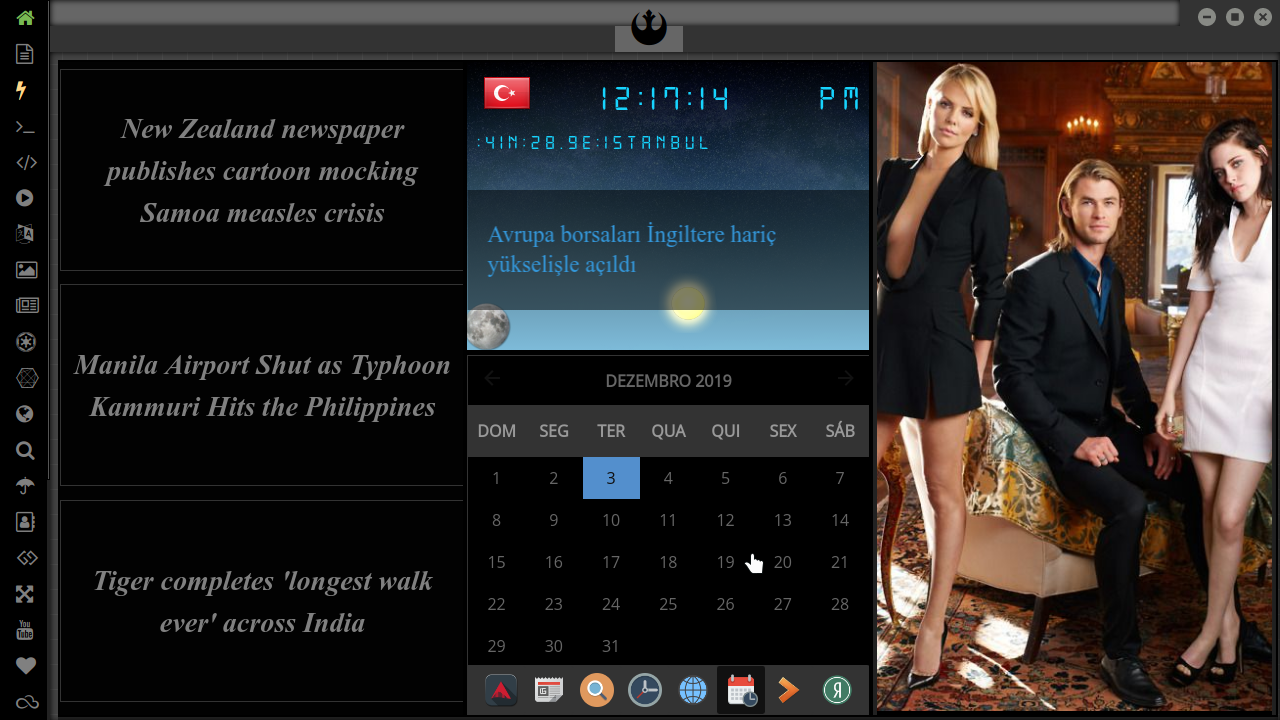 New Zealand newspaper
publishes cartoon mocking
Samoa measles crisis
Manila Airport Shut as Typhoon
Kammuri Hits the Philippines
Tiger completes 'longest walk
ever' across India
12:17:14 PM
:41N:28.9E:ISTANBUL
Avrupa borsaları İngiltere hariç
yükselişle açıldı
DEZEMBRO 2019
DOM SEG TER QUA QUI SEX SÁB
1 2 3 4 5 6 7
8 9 10 11 12 13 14
15 16 17 18 19 20 21
22 23 24 25 26 27 28
29 30 31
You
Tube